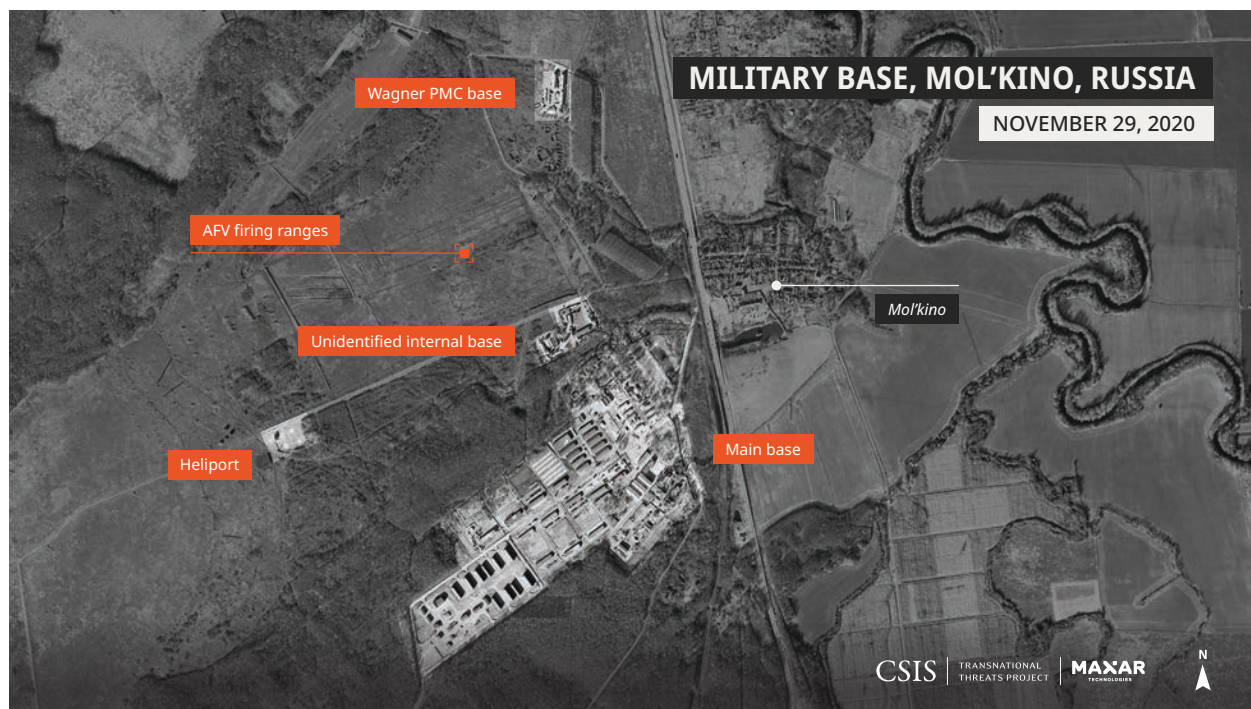 MILITARY BASE, MOL’KINO, RUSSIA
NOVEMBER 29, 2020
Wagner PMC base
AFV firing ranges
Mol’kino
Unidentified internal base
Main base
Heliport
CSIS
TRANSNATIONAL
THREATS PROJECT
MAXAR
TECHNOLOGIES
N